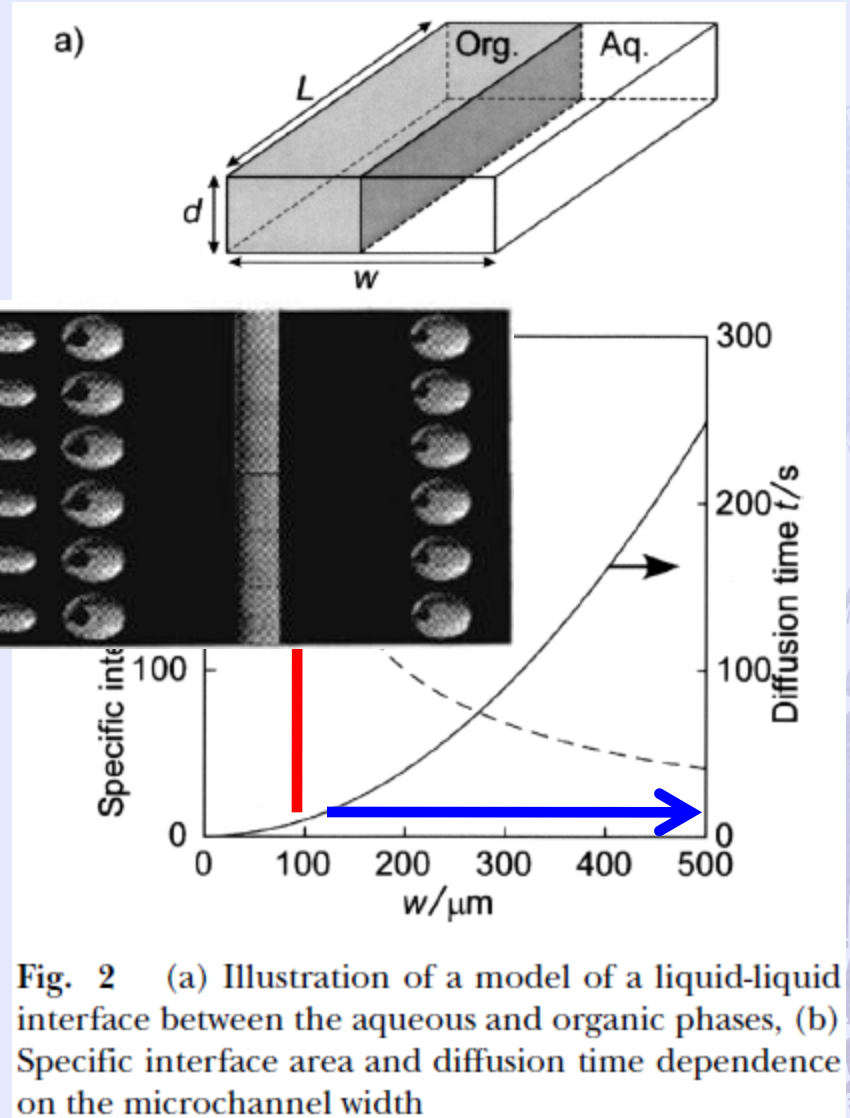 a)
Org. Aq.
L
d
w
300
200
100
0
Diffusion time t/s
Specific
100
0
0 100 200 300 400 500
w/μm
Fig. 2 (a) Illustration of a model of a liquid-liquid
interface between the aqueous and organic phases, (b)
Specific interface area and diffusion time dependence
on the microchannel width